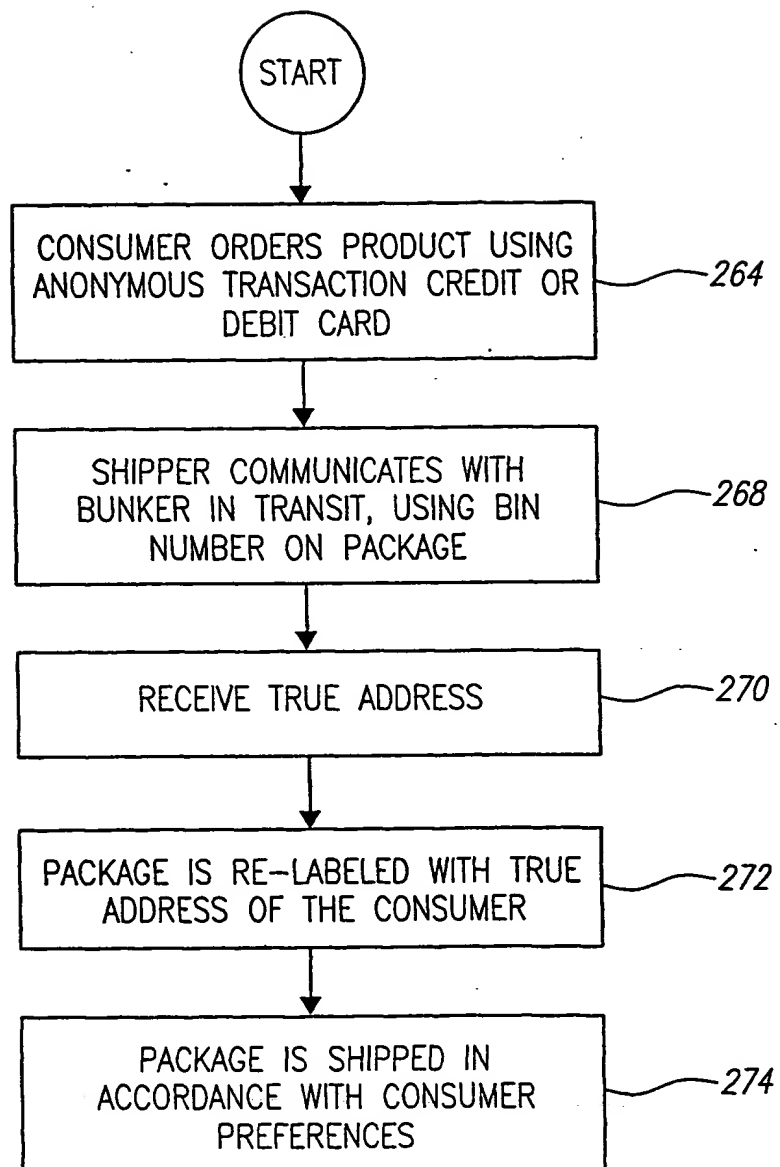 START
CONSUMER ORDERS PRODUCT USING
ANONYMOUS TRANSACTION CREDIT OR
DEBIT CARD
264
SHIPPER COMMUNICATES WITH
BUNKER IN TRANSIT, USING BIN
NUMBER ON PACKAGE
268
RECEIVE TRUE ADDRESS
270
PACKAGE IS RE-LABELED WITH TRUE
ADDRESS OF THE CONSUMER
272
PACKAGE IS SHIPPED IN
ACCORDANCE WITH CONSUMER
PREFERENCES
274